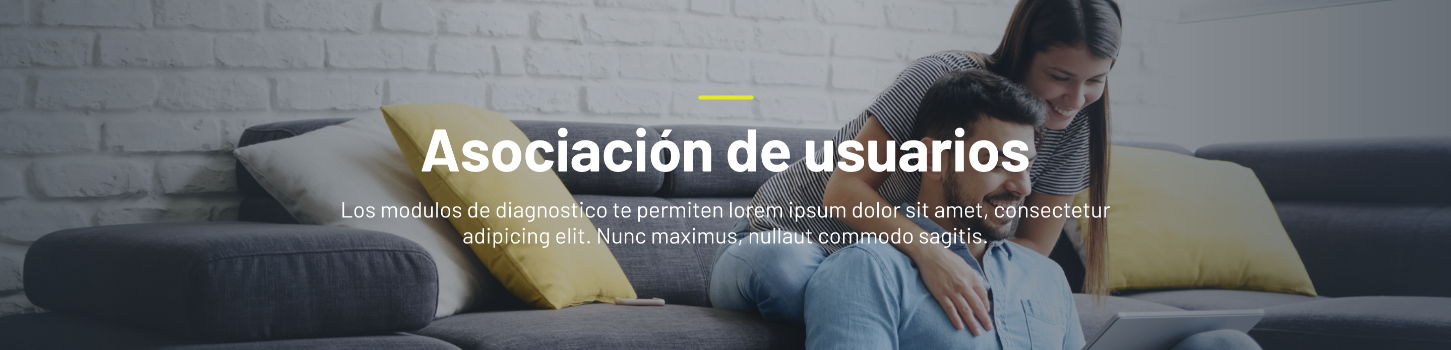 Asociación de usuarios
Los modulos de diagnostico te permiten lorem ipsum dolor sit amet, consectetur
adipicing elit. Nunc maximus, nullaut commodo sagitis.